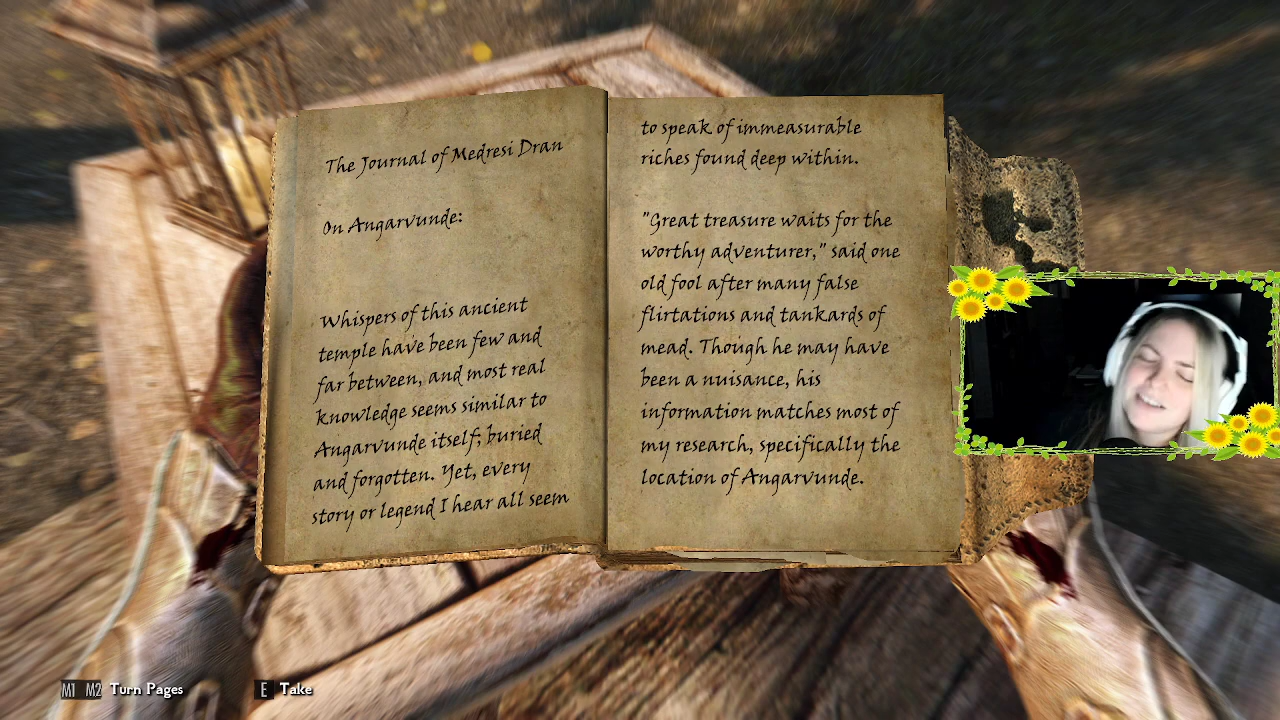 The Journal of Medresi Dran
On Angarvunde:
Whispers of this ancient
temple have been few and
far between, and most real
knowledge seems similar to
Angarvunde itself; buried
and forgotten. Yet, every
story or legend I hear all seem
to speak of immeasurable
riches found deep within.
"Great treasure waits for the
worthy adventurer," said one
old fool after many false
flirtations and tankards of
mead. Though he may have
been a nuisance, his
information matches most of
my research, specifically the
location of Angarvunde.
M1 M2 Turn Pages
E Take